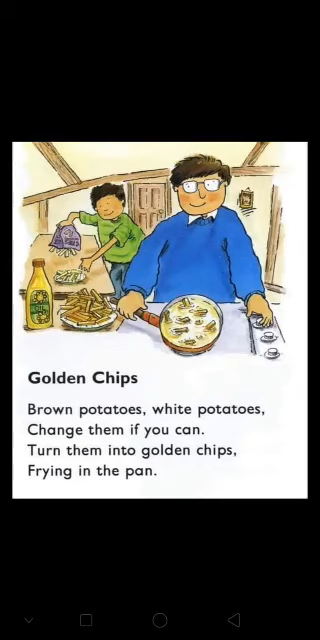 Golden Chips
Brown potatoes, white potatoes,
Change them if you can.
Turn them into golden chips,
Frying in the pan.